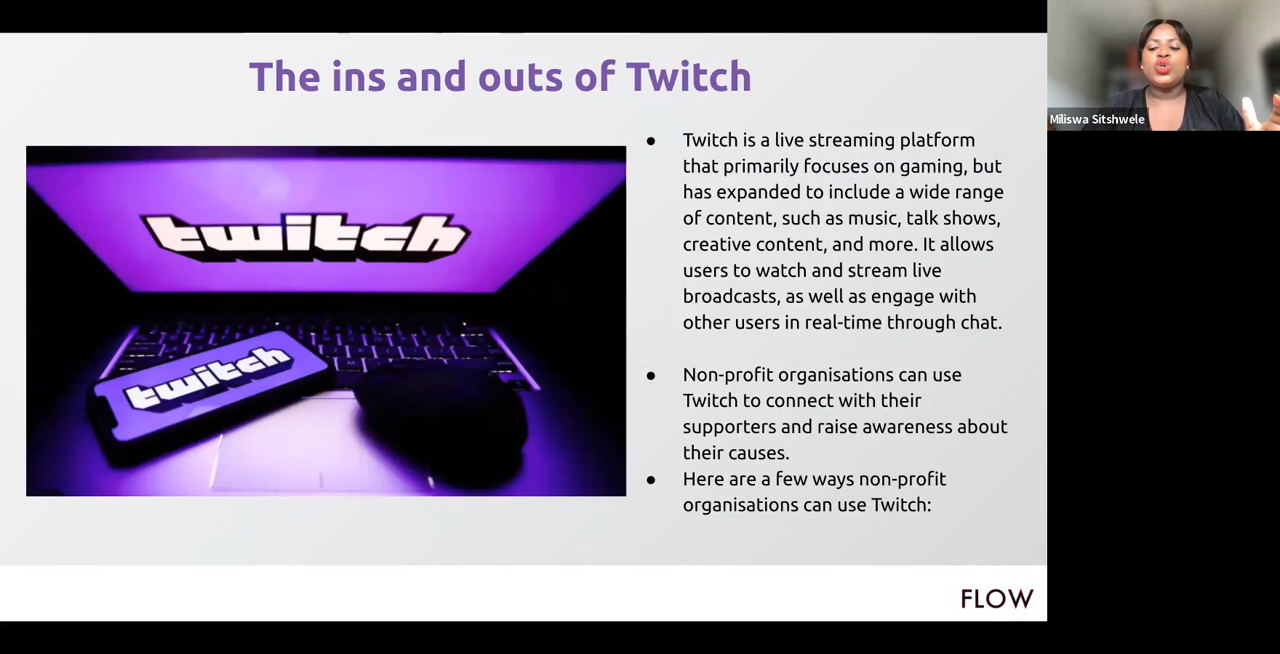 The ins and outs of Twitch
twitch
twitch
● Twitch is a live streaming platform
that primarily focuses on gaming, but
has expanded to include a wide range
of content, such as music, talk shows,
creative content, and more. It allows
users to watch and stream live
broadcasts, as well as engage with
other users in real-time through chat.
● Non-profit organisations can use
Twitch to connect with their
supporters and raise awareness about
their causes.
● Here are a few ways non-profit
organisations can use Twitch:
FLOW
Miliswa Sitshwele